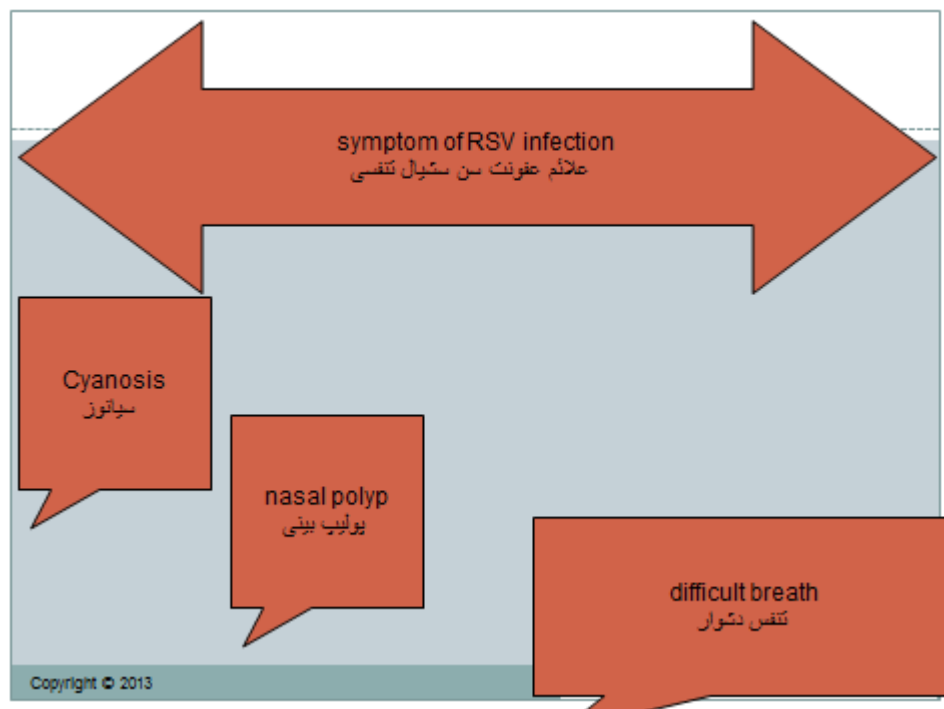 symptom of RSV infection
علائم عفونت سن سشیال تنفسی
Cyanosis
سیانوز
nasal polyp
پولیپ بینی
difficult breath
تنفس دشوار
Copyright © 2013